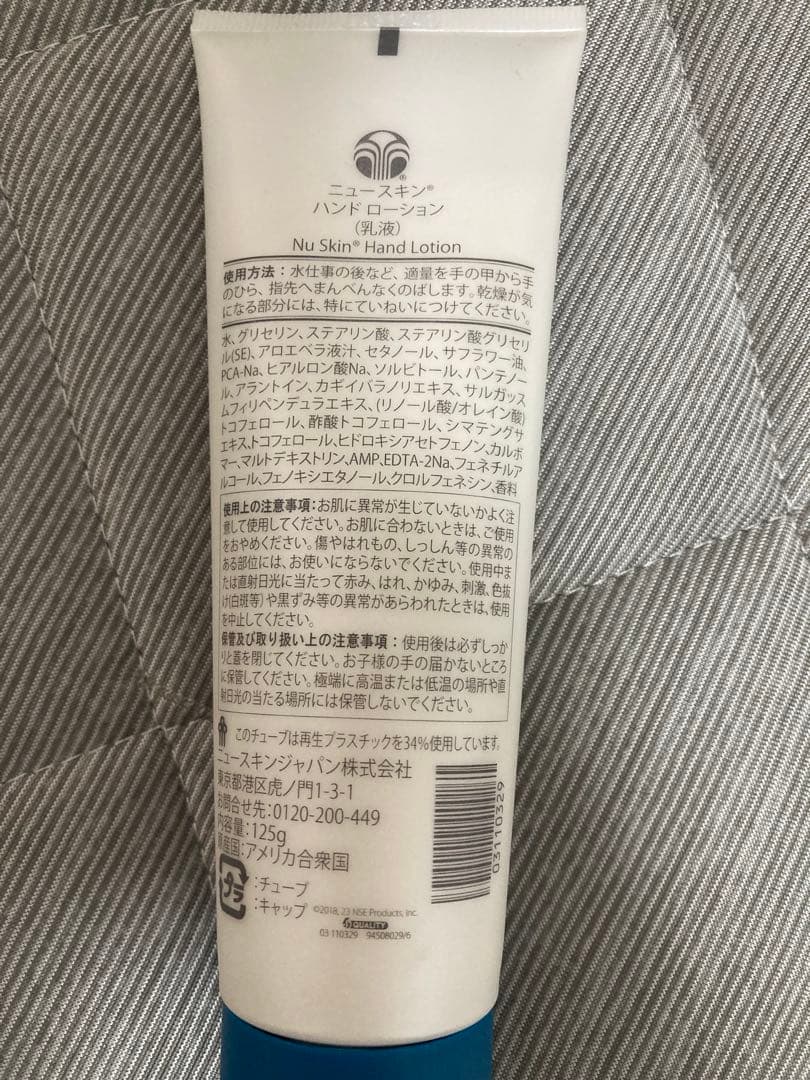 ニュースキン®
ハンド ローション
(乳液)
Nu Skin® Hand Lotion
使用方法：水仕事の後など、適量を手の甲から手
のひら、指先へまんべんなくのばします。乾燥が気
になる部分には、特にていねいにつけてください。
水、グリセリン、ステアリン酸、ステアリン酸グリセリ
ル(SE)、アロエベラ液汁、セタノール、サフラワー油、
PCA-Na、ヒアルロン酸Na、ソルビトール、パンテノー
ル、アラントイン、カギイバラノリエキス、サルガッス
ムフィリペンデュラエキス、(リノール酸/オレイン酸)
トコフェロール、酢酸トコフェロール、シマテングサ
エキス、トコフェロール、ヒドロキシアセトフェノン、カルボ
マー、マルトデキストリン、AMP、EDTA-2Na、フェネチルア
ルコール、フェノキシエタノール、クロルフェネシン、香料
使用上の注意事項：お肌に異常が生じていないかよく注
意して使用してください。お肌に合わないときは、ご使用
をおやめください。傷やはれもの、しっしん等の異常の
ある部位には、お使いにならないでください。使用中ま
たは直射日光に当たって赤み、はれ、かゆみ、刺激、色抜
け(白斑等)や黒ずみ等の異常があらわれたときは、使用
を中止してください。
保管及び取り扱い上の注意事項：使用後は必ずしっか
りと蓋を閉じてください。お子様の手の届かないところ
に保管してください。極端に高温または低温の場所や直
射日光の当たる場所には保管しないでください。
このチューブは再生プラスチックを34%使用しています。
ニュースキンジャパン株式会社
東京都港区虎ノ門1-3-1
お問合せ先：0120-200-449
内容量：125g
原産国：アメリカ合衆国
プラ
：チューブ
：キャップ
©2018, 23 NSE Products, Inc.
6 QUALITY
03 110329 94508029/6
03110329